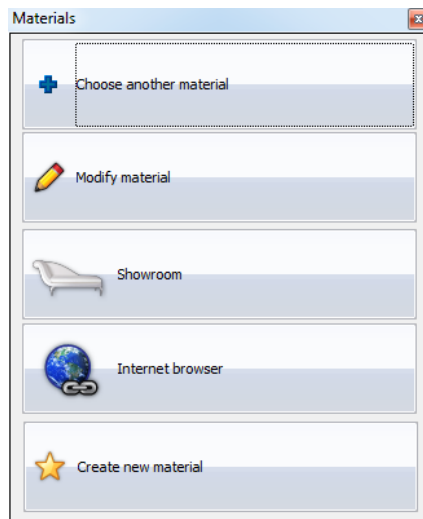 Materials
Choose another material
Modify material
Showroom
Internet browser
Create new material